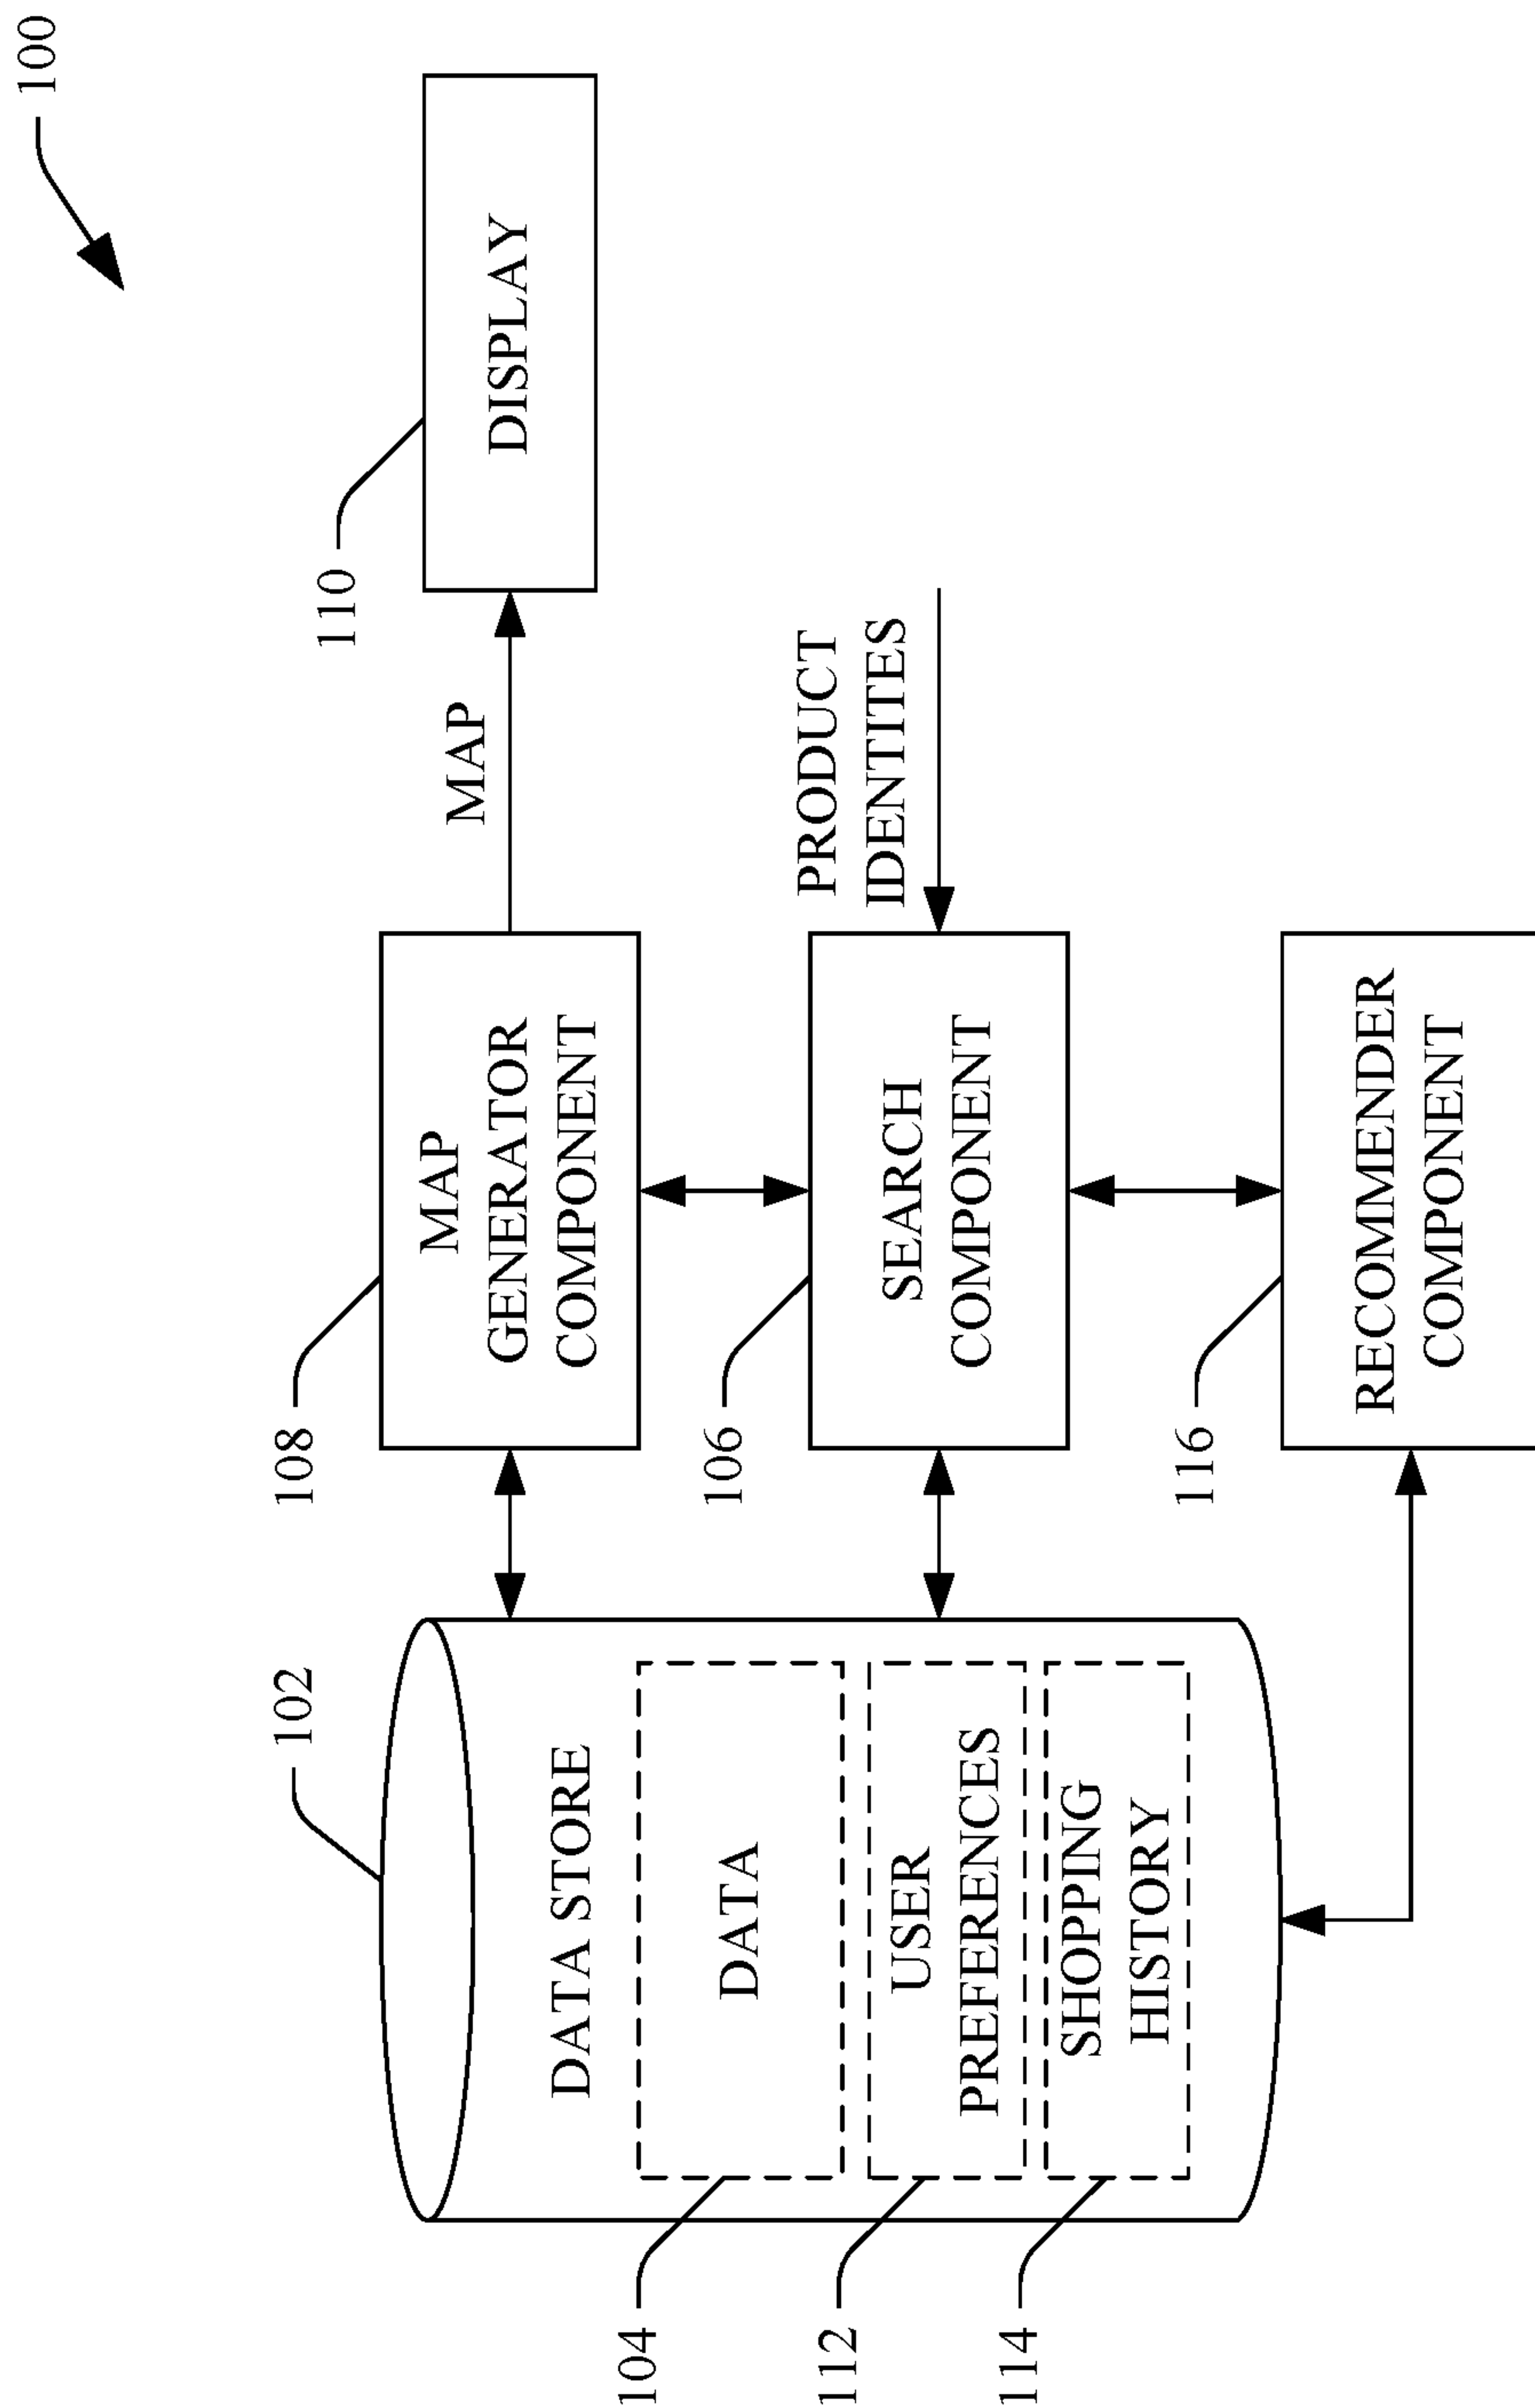 100
102
DATA STORE
DATA
USER
PREFERENCES
SHOPPING
HISTORY
104
112
114
108
MAP
GENERATOR
COMPONENT
MAP
110
DISPLAY
106
SEARCH
COMPONENT
PRODUCT
IDENTITES
116
RECOMMENDER
COMPONENT